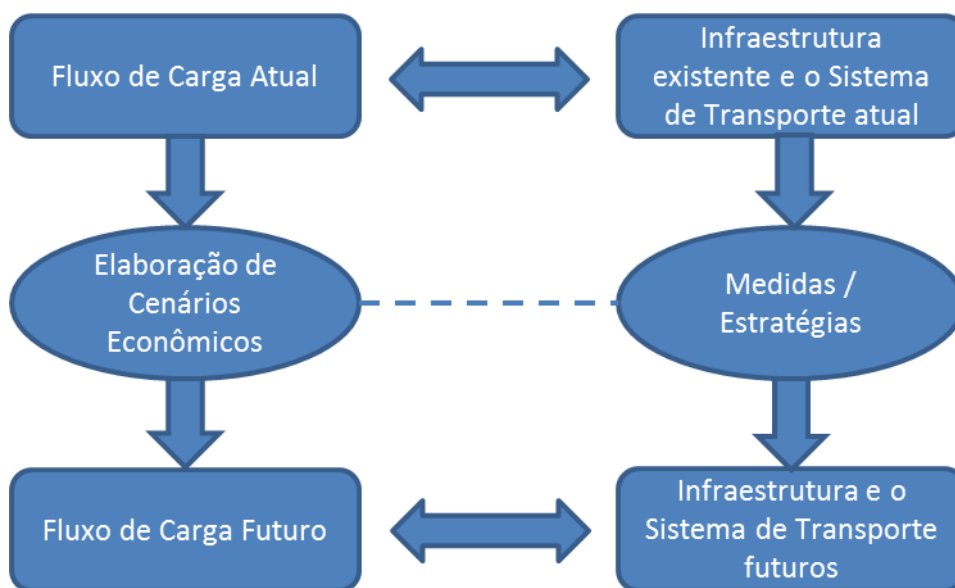 Fluxo de Carga Atual
Infraestrutura
existente e o Sistema
de Transporte atual
Elaboração de
Cenários
Econômicos
Medidas /
Estratégias
Fluxo de Carga Futuro
Infraestrutura e o
Sistema de Transporte
futuros